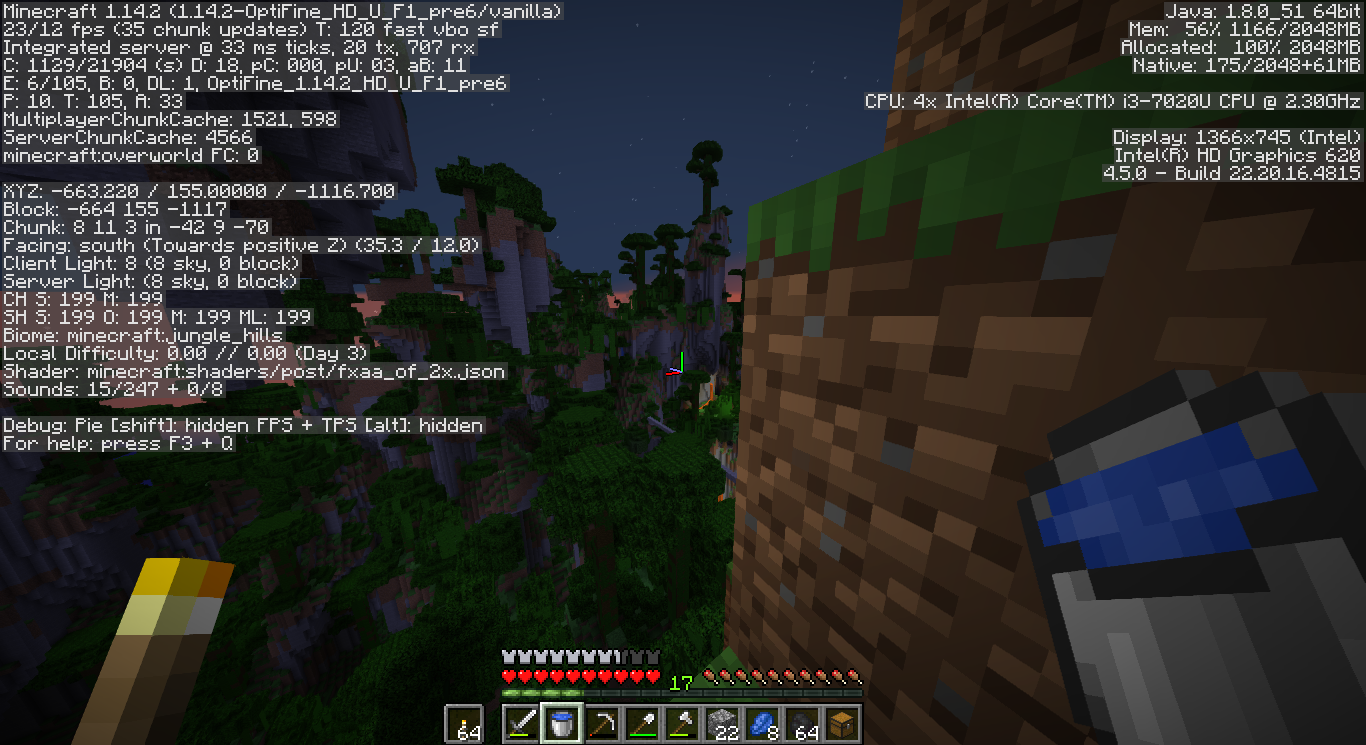 Minecraft 1.14.2 (1.14.2-OptiFine_HD_U_F1_pre6/vanilla)
23/12 fps (35 chunk updates) T: 120 fast vbo sf
Integrated server @ 33 ms ticks, 20 tx, 707 rx
C: 1129/21904 (s) D: 18, pC: 000, pU: 03, aB: 11
E: 6/105, B: 0, DL: 1, OptiFine_1.14.2_HD_U_F1_pre6
P: 10. T: 105, A: 33
MultiplayerChunkCache: 1521, 598
ServerChunkCache: 4566
minecraft:overworld FC: 0
XYZ: -663.220 / 155.00000 / -1116.700
Block: -664 155 -1117
Chunk: 8 11 3 in -42 9 -70
Facing: south (Towards positive Z) (35.3 / 12.0)
Client Light: 8 (8 sky, 0 block)
Server Light: (8 sky, 0 block)
CH S: 199 M: 199
SH S: 199 O: 199 M: 199 ML: 199
Biome: minecraft:jungle_hills
Local Difficulty: 0.00 // 0.00 (Day 3)
Shader: minecraft:shaders/post/fxaa_of_2x.json
Sounds: 15/247 + 0/8
Debug: Pie [shift]: hidden FPS + TPS [alt]: hidden
For help: press F3 + Q
Java: 1.8.0_51 64bit
Mem: 56% 1166/2048MB
Allocated: 100% 2048MB
Native: 175/2048+61MB
CPU: 4x Intel(R) Core(TM) i3-7020U CPU @ 2.30GHz
Display: 1366x745 (Intel)
Intel(R) HD Graphics 620
4.5.0 - Build 22.20.16.4815
17
64
22
8
64